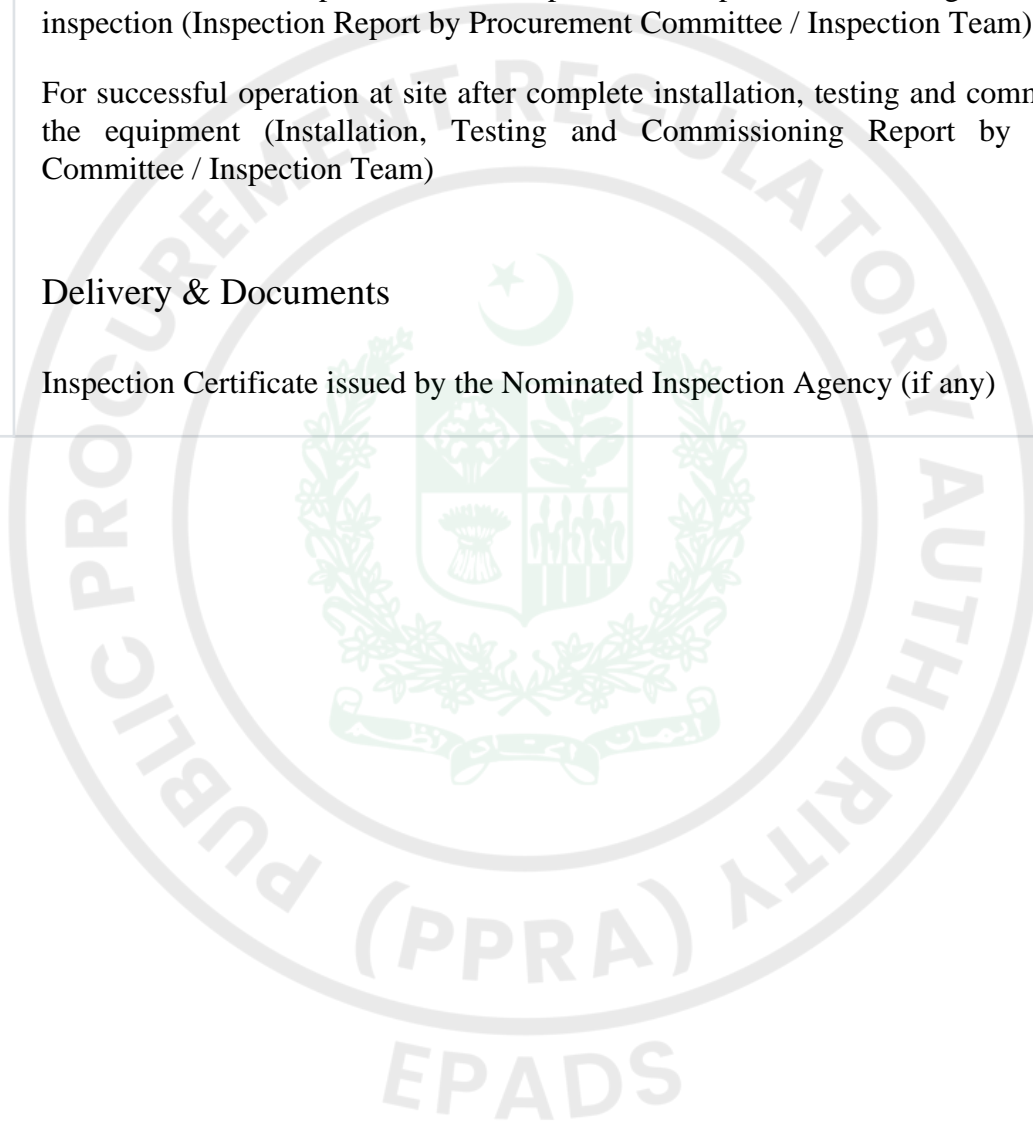 inspection (Inspection Report by Procurement Committee / Inspection Team)
For successful operation at site after complete installation, testing and comm
the equipment (Installation, Testing and Commissioning Report by
Committee / Inspection Team)
Delivery & Documents
Inspection Certificate issued by the Nominated Inspection Agency (if any)
PUBLIC PROCUREMENT REGULATORY AUTHORITY
(PPRA)
EPADS